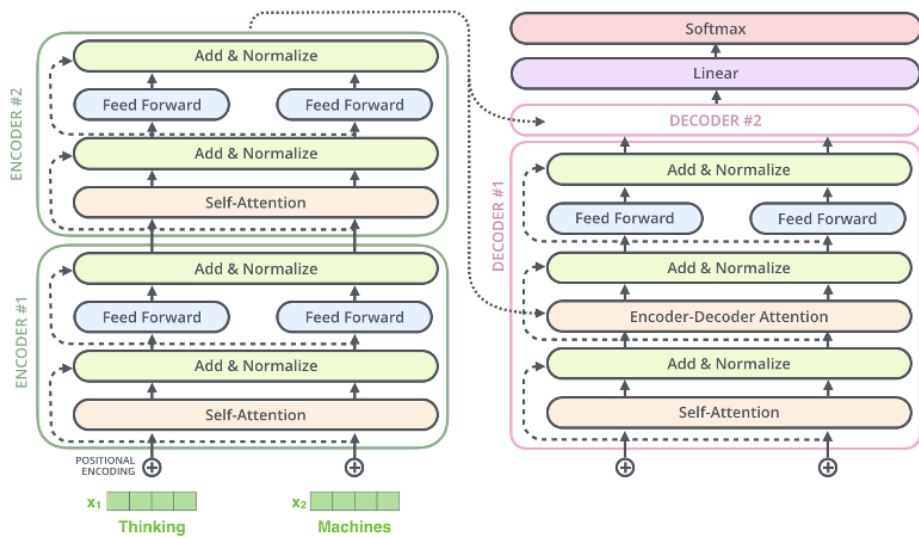 ENCODER #2
Add & Normalize
Feed Forward
Feed Forward
Add & Normalize
Self-Attention
ENCODER #1
Add & Normalize
Feed Forward
Feed Forward
Add & Normalize
Self-Attention
POSITIONAL
ENCODING
x1
x2
Thinking
Machines
Softmax
Linear
DECODER #2
DECODER #1
Add & Normalize
Feed Forward
Feed Forward
Add & Normalize
Encoder-Decoder Attention
Add & Normalize
Self-Attention